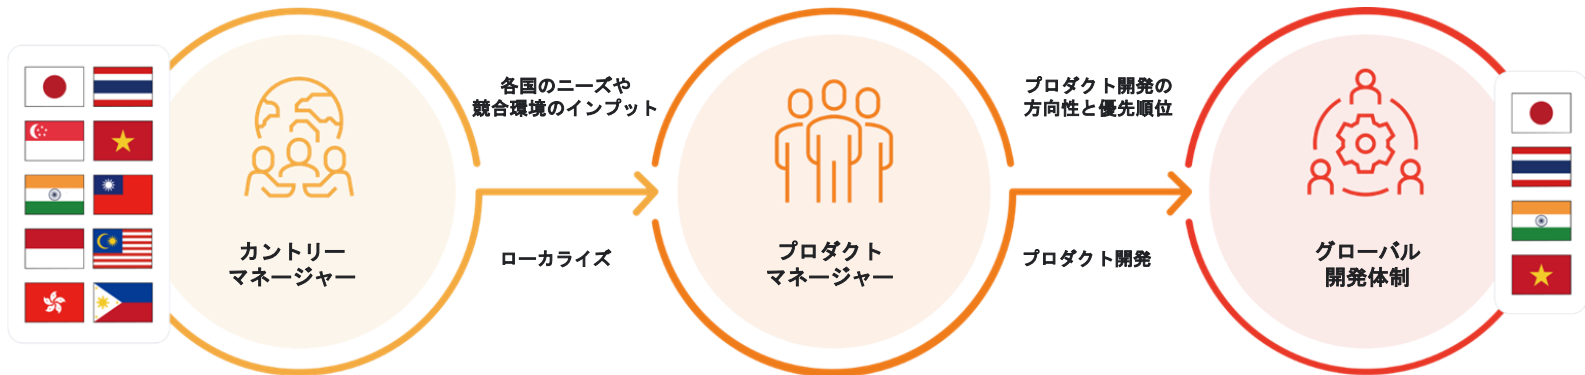 各国のニーズや
競合環境のインプット
プロダクト開発の
方向性と優先順位
カントリー
マネージャー
ローカライズ
プロダクト
マネージャー
プロダクト開発
グローバル
開発体制